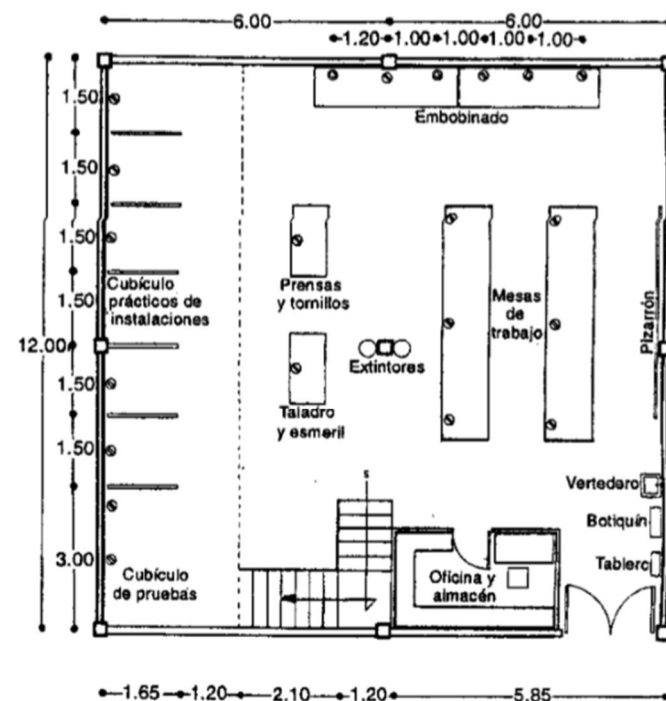 6.00 6.00
1.20 1.00 1.00 1.00 1.00
1.50
Embobinado
1.50
1.50
Cubículo
prácticos de
instalaciones
1.50
Prensas
y tornillos
Mesas
de
trabajo
Pizarrón
12.00
Extintores
1.50
Taladro
y esmeril
1.50
s
Vertedero
Botiquín
Tablero
3.00
Cubículo
de pruebas
Oficina y
almacén
1.65 1.20 2.10 1.20 5.85